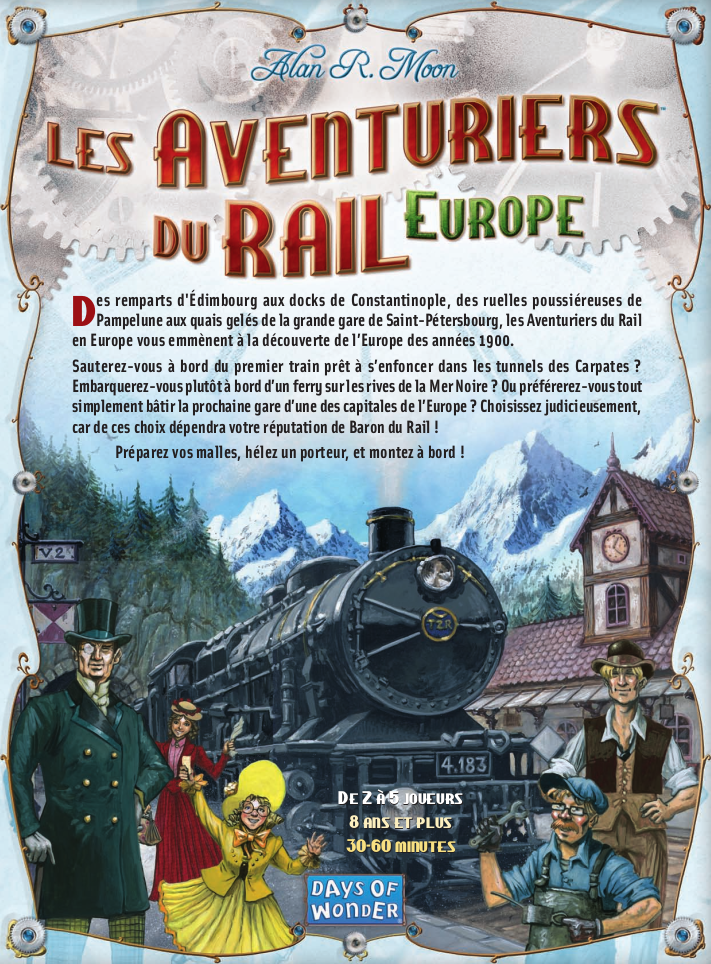 Alan R. Moon
LES AVENTURIERS™
DU RAIL EUROPE
Des remparts d'Édimbourg aux docks de Constantinople, des ruelles poussiéreuses de
Pampelune aux quais gelés de la grande gare de Saint-Pétersbourg, les Aventuriers du Rail
en Europe vous emmènent à la découverte de l'Europe des années 1900.
Sauterez-vous à bord du premier train prêt à s'enfoncer dans les tunnels des Carpates ?
Embarquerez-vous plutôt à bord d'un ferry sur les rives de la Mer Noire ? Ou préférerez-vous tout
simplement bâtir la prochaine gare d'une des capitales de l'Europe ? Choisissez judicieusement,
car de ces choix dépendra votre réputation de Baron du Rail !
Préparez vos malles, hélez un porteur, et montez à bord !
V.2
T2R
4.183
DE 2 À 5 JOUEURS
8 ANS ET PLUS
30-60 MINUTES
DAYS OF
WONDER